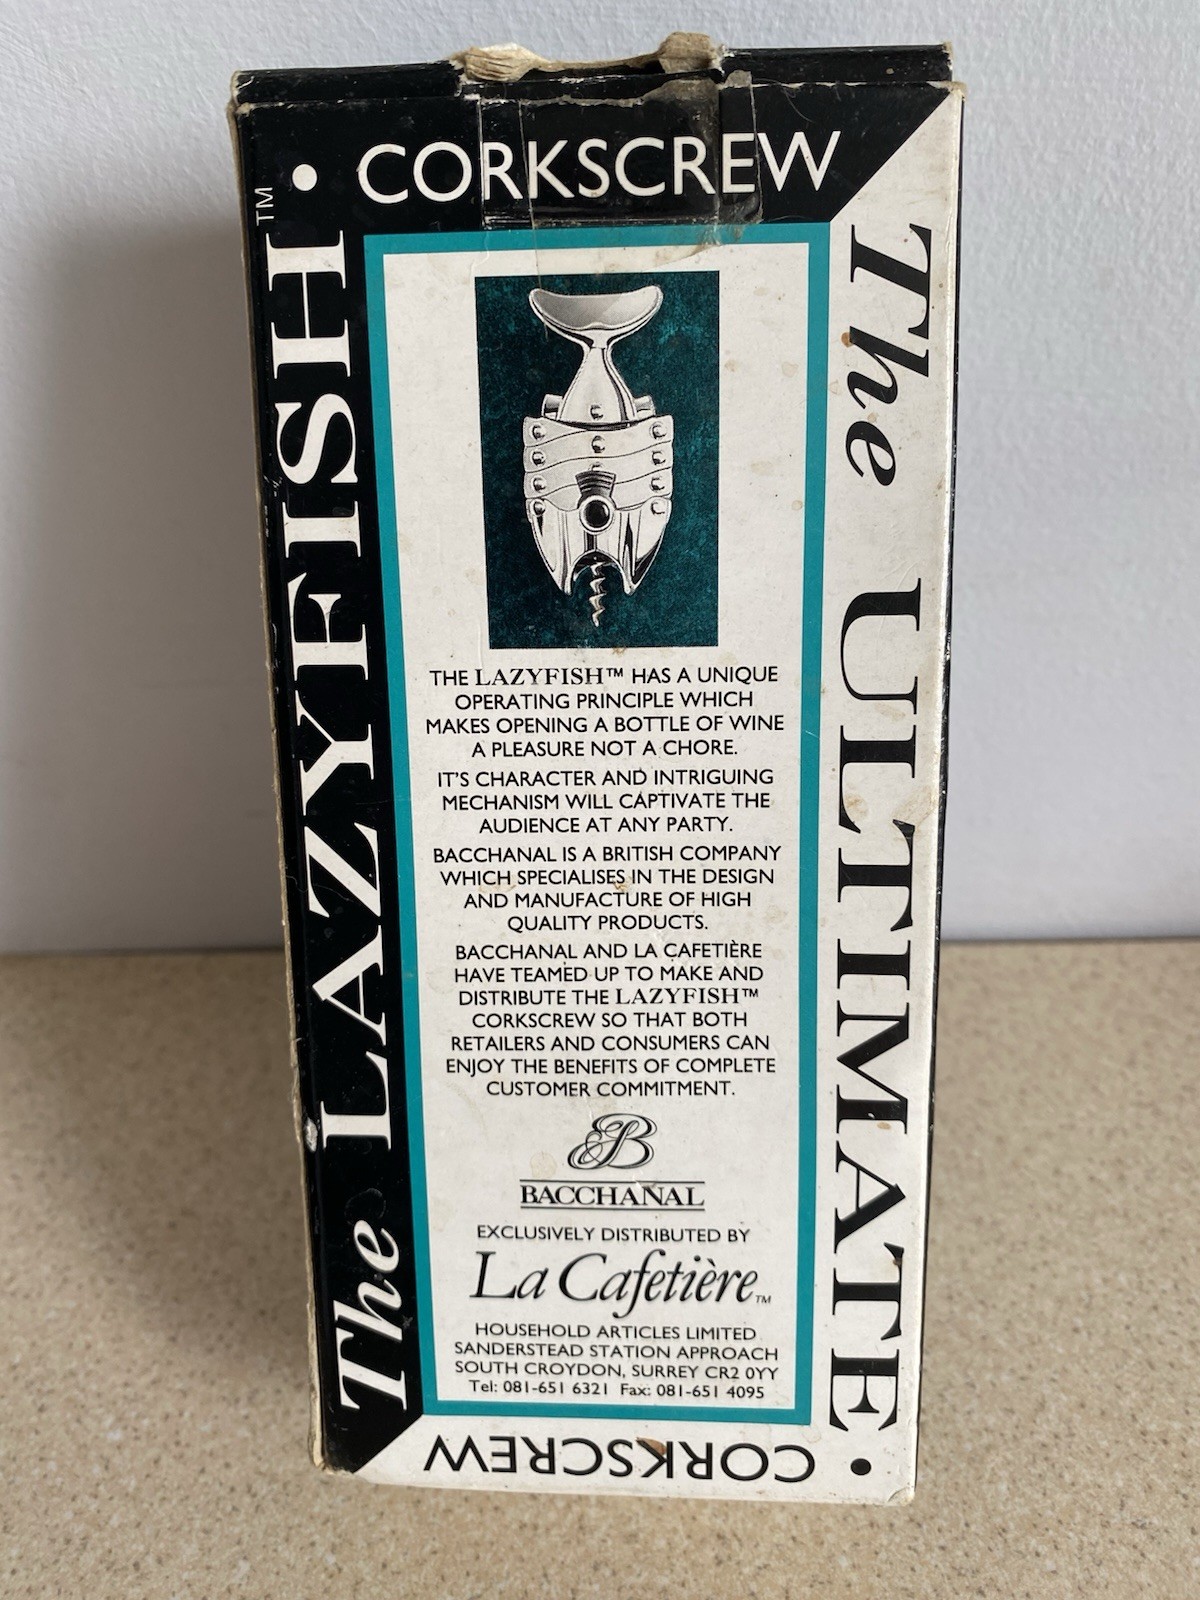 • CORKSCREW
The LAZYFISH™
The ULTIMATE •
THE LAZYFISH™ HAS A UNIQUE
OPERATING PRINCIPLE WHICH
MAKES OPENING A BOTTLE OF WINE
A PLEASURE NOT A CHORE.
IT'S CHARACTER AND INTRIGUING
MECHANISM WILL CAPTIVATE THE
AUDIENCE AT ANY PARTY.
BACCHANAL IS A BRITISH COMPANY
WHICH SPECIALISES IN THE DESIGN
AND MANUFACTURE OF HIGH
QUALITY PRODUCTS.
BACCHANAL AND LA CAFETIÈRE
HAVE TEAMED UP TO MAKE AND
DISTRIBUTE THE LAZYFISH™
CORKSCREW SO THAT BOTH
RETAILERS AND CONSUMERS CAN
ENJOY THE BENEFITS OF COMPLETE
CUSTOMER COMMITMENT.
B
BACCHANAL
EXCLUSIVELY DISTRIBUTED BY
La Cafetière™
HOUSEHOLD ARTICLES LIMITED
SANDERSTEAD STATION APPROACH
SOUTH CROYDON, SURREY CR2 0YY
Tel: 081-651 6321 Fax: 081-651 4095
CORKSCREW